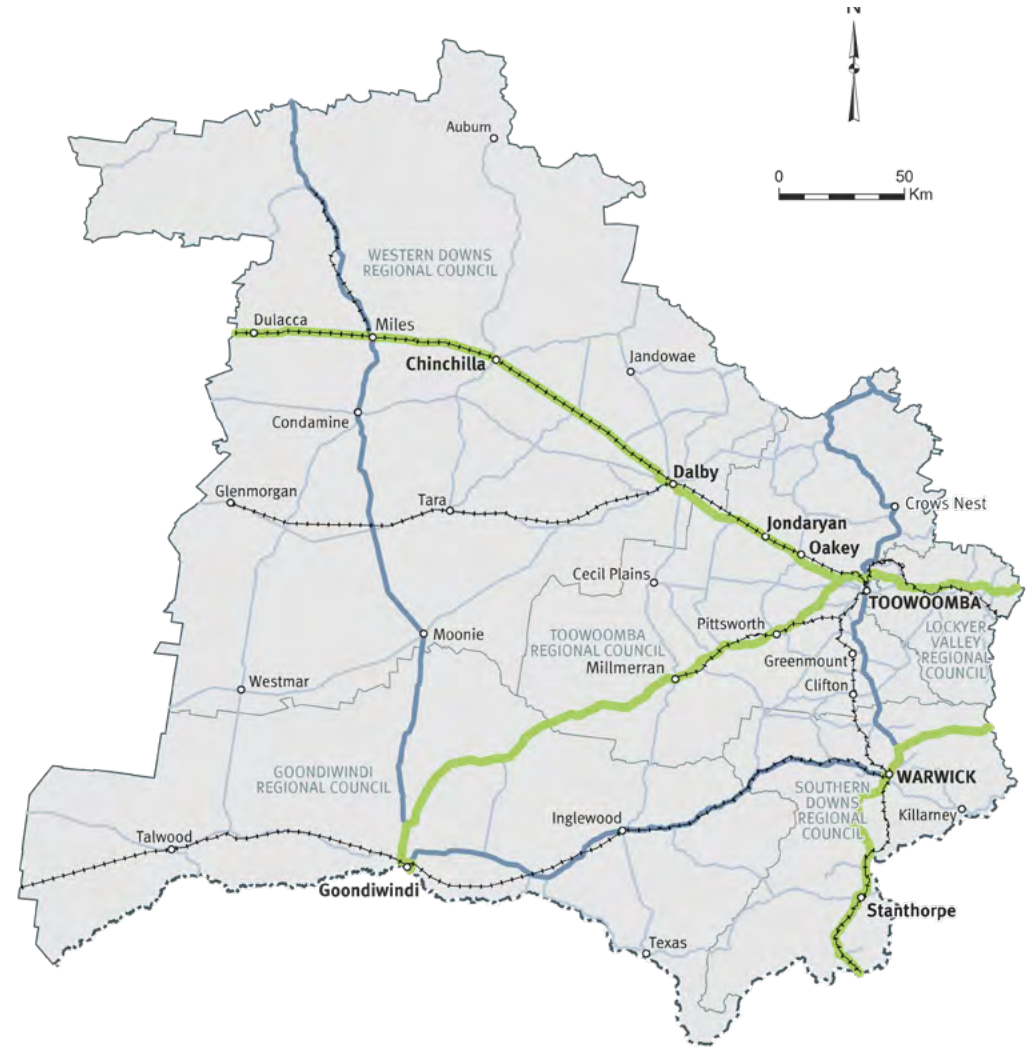 N
0 50
Km
Auburn
WESTERN DOWNS
REGIONAL COUNCIL
Dulacca
Miles
Chinchilla
Jandowae
Condamine
Dalby
Glenmorgan
Tara
Crows Nest
Jondaryan
Oakey
Cecil Plains
TOOWOOMBA
Pittsworth
LOCKYER
VALLEY
REGIONAL
COUNCIL
Moonie
TOOWOOMBA
REGIONAL COUNCIL
Greenmount
Millmerran
Clifton
Westmar
GOONDIWINDI
REGIONAL COUNCIL
WARWICK
SOUTHERN
DOWNS
REGIONAL
COUNCIL
Killarney
Inglewood
Talwood
Goondiwindi
Stanthorpe
Texas